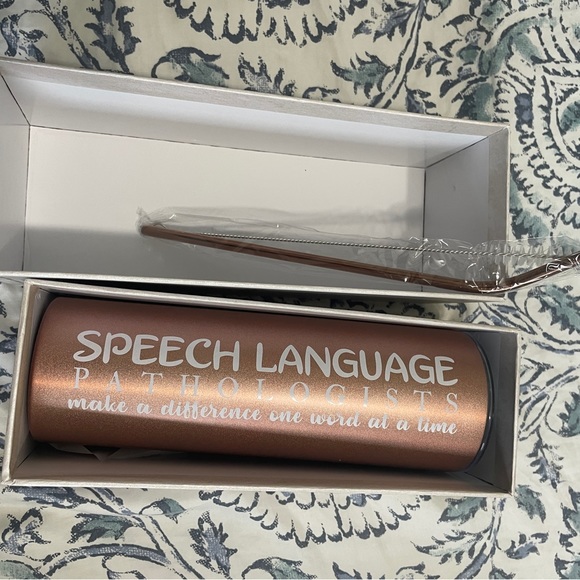 SPEECH LANGUAGE
PATHOLOGISTS
make a difference one word at a time